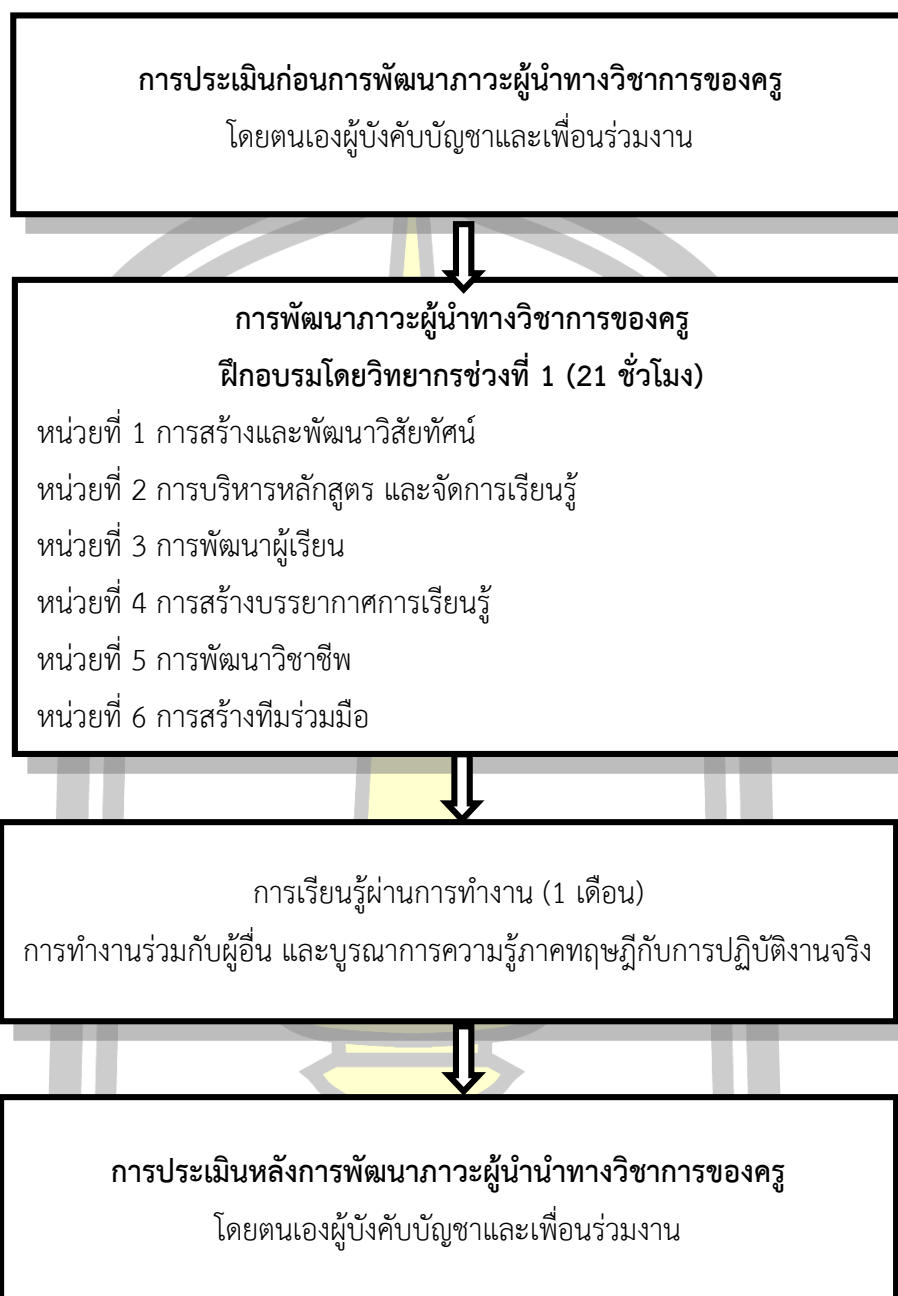 การประเมินก่อนการพัฒนาภาวะผู้นำทางวิชาการของครู
โดยตนเองผู้บังคับบัญชาและเพื่อนร่วมงาน
การพัฒนาภาวะผู้นำทางวิชาการของครู
ฝึกอบรมโดยวิทยากรช่วงที่ 1 (21 ชั่วโมง)
หน่วยที่ 1 การสร้างและพัฒนาวิสัยทัศน์
หน่วยที่ 2 การบริหารหลักสูตร และจัดการเรียนรู้
หน่วยที่ 3 การพัฒนาผู้เรียน
หน่วยที่ 4 การสร้างบรรยากาศการเรียนรู้
หน่วยที่ 5 การพัฒนาวิชาชีพ
หน่วยที่ 6 การสร้างทีมร่วมมือ
การเรียนรู้ผ่านการทำงาน (1 เดือน)
การทำงานร่วมกับผู้อื่น และบูรณาการความรู้ภาคทฤษฎีกับการปฏิบัติงานจริง
การประเมินหลังการพัฒนาภาวะผู้นำนำทางวิชาการของครู
โดยตนเองผู้บังคับบัญชาและเพื่อนร่วมงาน